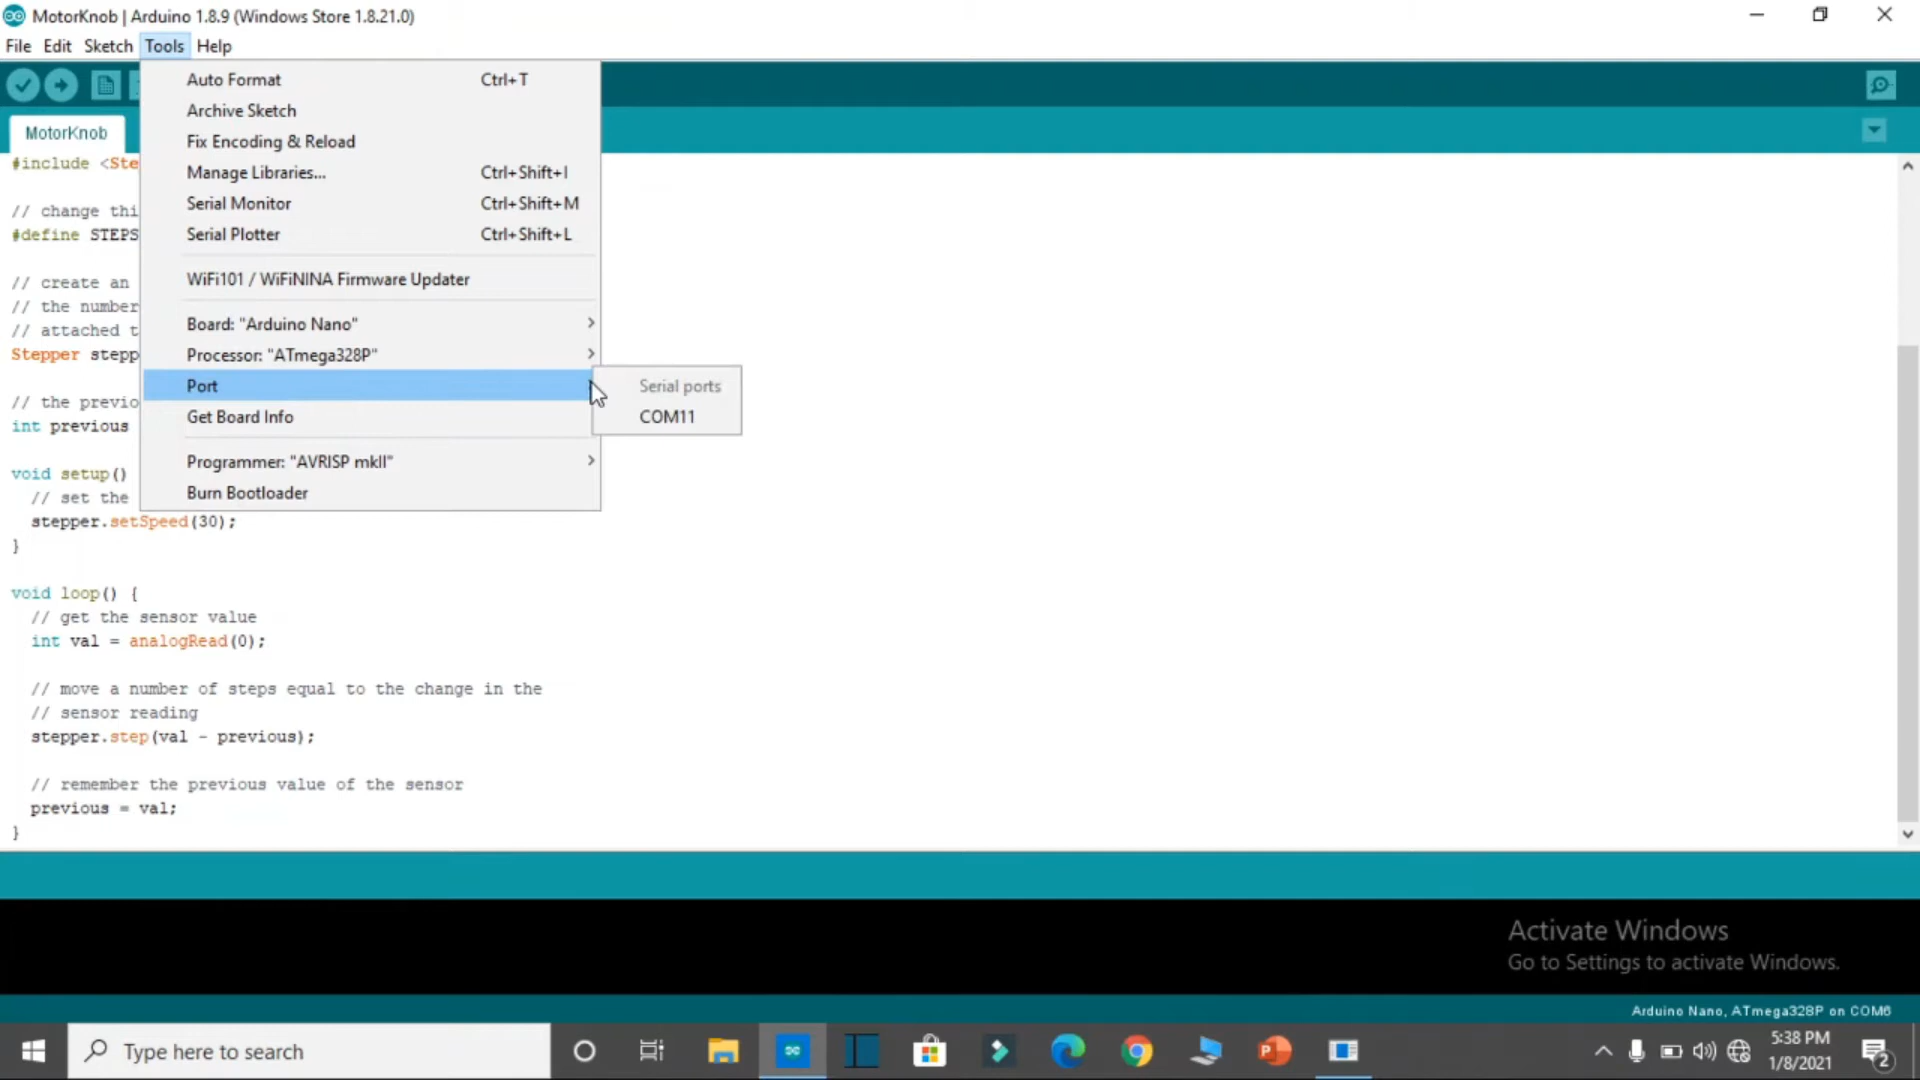 MotorKnob | Arduino 1.8.9 (Windows Store 1.8.21.0)
File Edit Sketch Tools Help
Auto Format Ctrl+T
Archive Sketch
Fix Encoding & Reload
Manage Libraries... Ctrl+Shift+I
Serial Monitor Ctrl+Shift+M
Serial Plotter Ctrl+Shift+L
WiFi101 / WiFiNINA Firmware Updater
Board: "Arduino Nano"
Processor: "ATmega328P"
Port
Get Board Info
Programmer: "AVRISP mkII"
Burn Bootloader
Serial ports
COM11
MotorKnob
#include <Ste
// change thi
#define STEPS
// create an
// the number
// attached t
Stepper stepp
// the previo
int previous
void setup()
// set the
stepper.setSpeed(30);
}
void loop() {
// get the sensor value
int val = analogRead(0);
// move a number of steps equal to the change in the
// sensor reading
stepper.step(val - previous);
// remember the previous value of the sensor
previous = val;
}
Activate Windows
Go to Settings to activate Windows.
Arduino Nano, ATmega328P on COM6
Type here to search
5:38 PM
1/8/2021
2